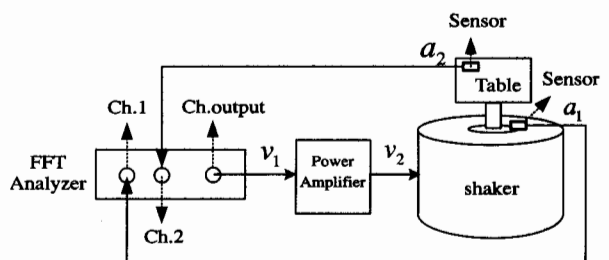 Sensor
a2
Table
Sensor
a1
Ch.1
Ch.output
FFT
Analyzer
v1
Power
Amplifier
v2
shaker
Ch.2